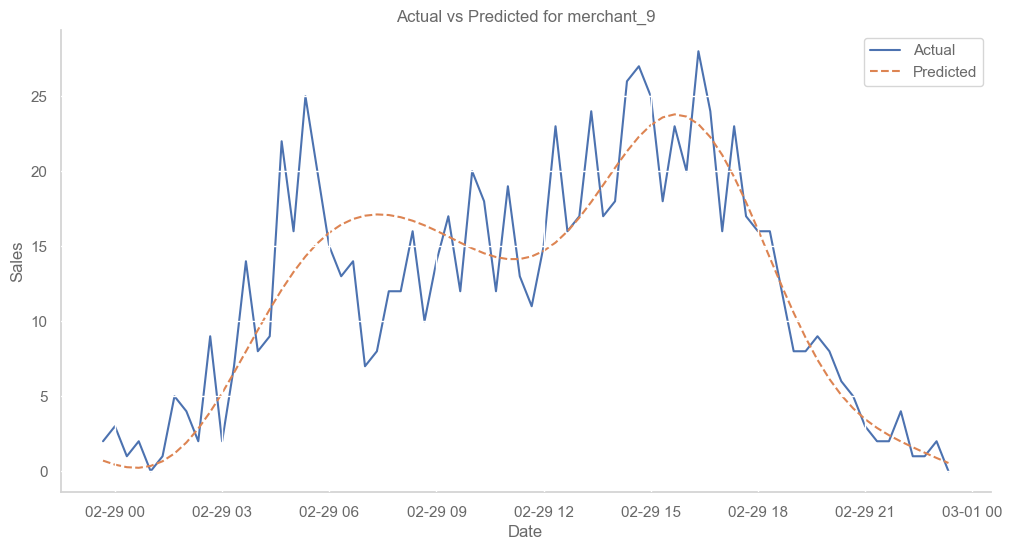 Actual vs Predicted for merchant_9
Actual
Predicted
Sales
25
20
15
10
5
0
02-29 00 02-29 03 02-29 06 02-29 09 02-29 12 02-29 15 02-29 18 02-29 21 03-01 00
Date